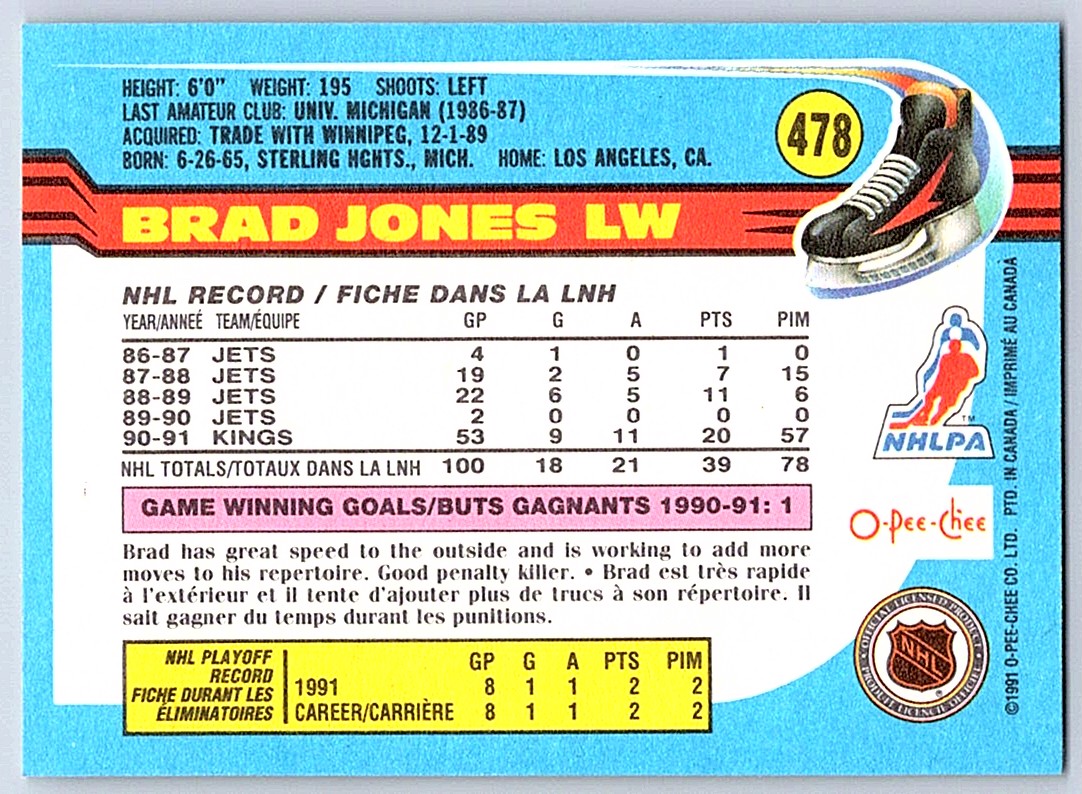 HEIGHT: 6'0" WEIGHT: 195 SHOOTS: LEFT
LAST AMATEUR CLUB: UNIV. MICHIGAN (1986-87)
ACQUIRED: TRADE WITH WINNIPEG, 12-1-89
BORN: 6-26-65, STERLING HGHTS., MICH. HOME: LOS ANGELES, CA.
478
BRAD JONES LW
NHL RECORD / FICHE DANS LA LNH
YEAR/ANNEÉ TEAM/ÉQUIPE GP G A PTS PIM
86-87 JETS 4 1 0 1 0
87-88 JETS 19 2 5 7 15
88-89 JETS 22 6 5 11 6
89-90 JETS 2 0 0 0 0
90-91 KINGS 53 9 11 20 57
NHL TOTALS/TOTAUX DANS LA LNH 100 18 21 39 78
GAME WINNING GOALS/BUTS GAGNANTS 1990-91: 1
Brad has great speed to the outside and is working to add more
moves to his repertoire. Good penalty killer. • Brad est très rapide
à l'extérieur et il tente d'ajouter plus de trucs à son répertoire. Il
sait gagner du temps durant les punitions.
NHL PLAYOFF
RECORD
FICHE DURANT LES
ÉLIMINATOIRES
GP G A PTS PIM
1991 8 1 1 2 2
CAREER/CARRIÈRE 8 1 1 2 2
TM
NHLPA
O-Pee-Chee
OFFICIAL LICENSED PRODUCT
NHL
®
PRODUIT LICENCIÉ OFFICIEL
©1991 O-PEE-CHEE CO. LTD. PTD. IN CANADA / IMPRIMÉ AU CANADA